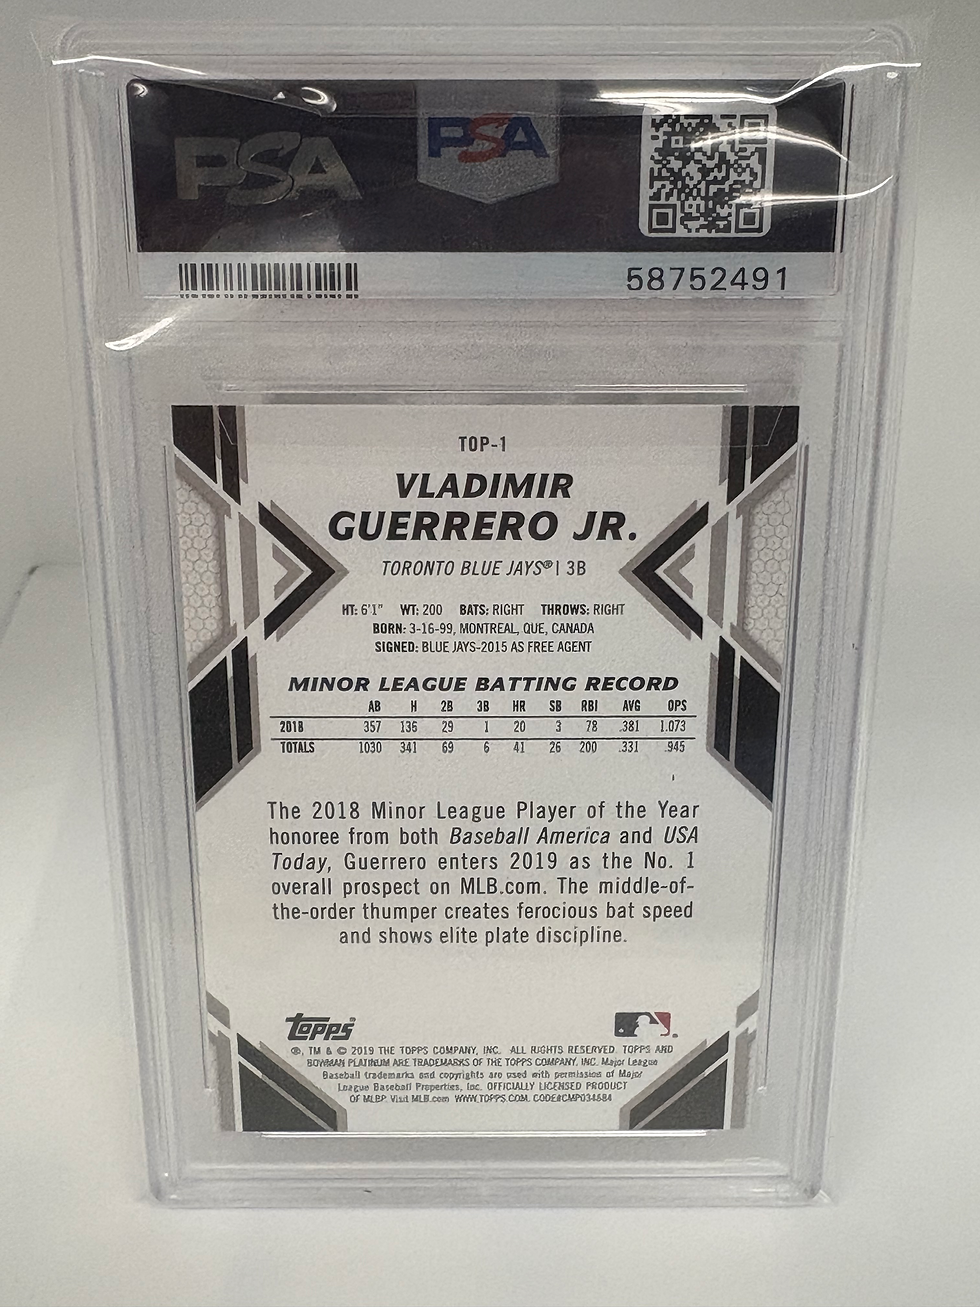 PSA PSA
58752491
TOP-1
VLADIMIR
GUERRERO JR.
TORONTO BLUE JAYS® | 3B
HT: 6'1" WT: 200 BATS: RIGHT THROWS: RIGHT
BORN: 3-16-99, MONTREAL, QUE, CANADA
SIGNED: BLUE JAYS-2015 AS FREE AGENT
MINOR LEAGUE BATTING RECORD
AB H 2B 3B HR SB RBI AVG OPS
2018 357 136 29 1 20 3 78 .381 1.073
TOTALS 1030 341 69 6 41 26 200 .331 .945
The 2018 Minor League Player of the Year
honoree from both Baseball America and USA
Today, Guerrero enters 2019 as the No. 1
overall prospect on MLB.com. The middle-of-
the-order thumper creates ferocious bat speed
and shows elite plate discipline.
Topps®
®, TM & © 2019 THE TOPPS COMPANY, INC. ALL RIGHTS RESERVED. TOPPS AND
BOWMAN PLATINUM ARE TRADEMARKS OF THE TOPPS COMPANY, INC. Major League
Baseball trademarks and copyrights are used with permission of Major
League Baseball Properties, Inc. OFFICIALLY LICENSED PRODUCT
OF MLBP. Visit MLB.com WWW.TOPPS.COM. CODE#CMP034684